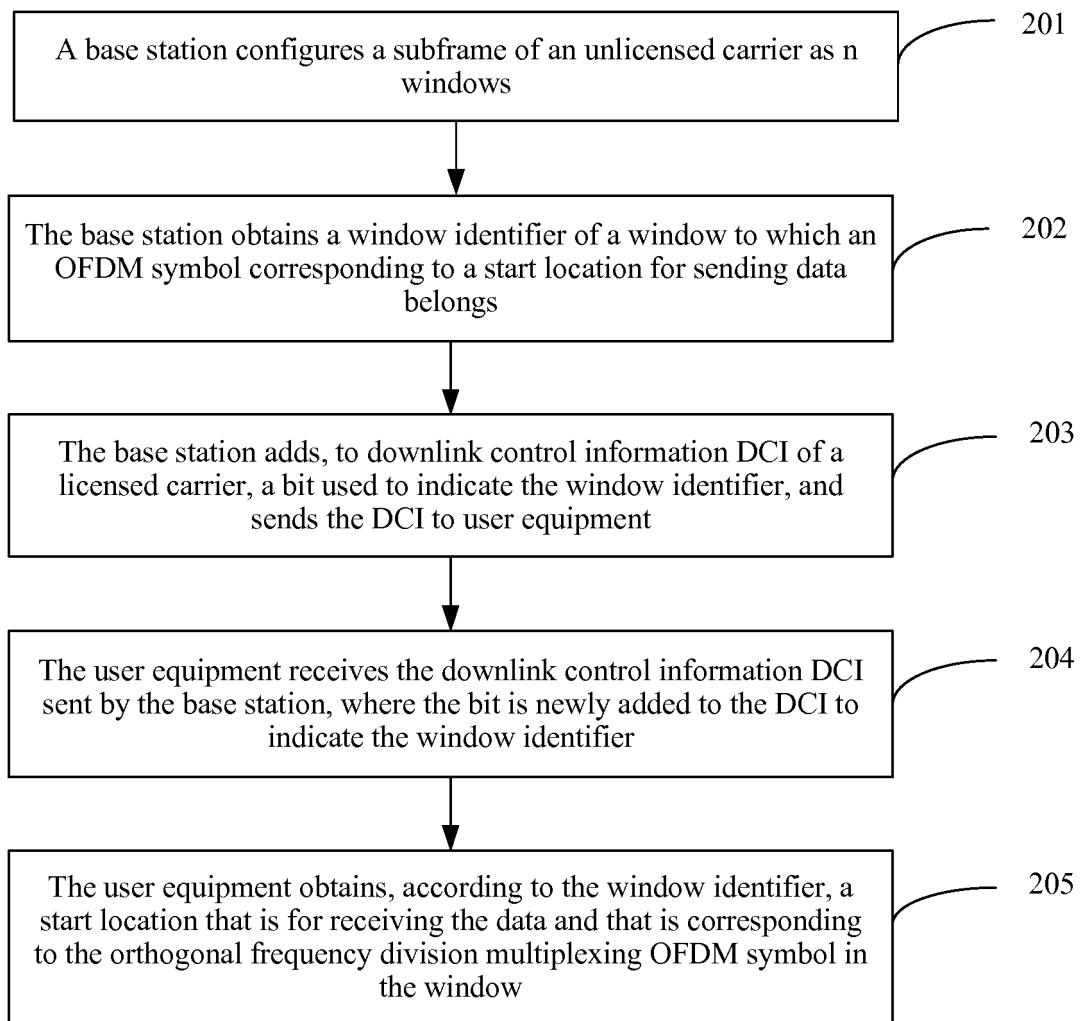 A base station configures a subframe of an unlicensed carrier as n
windows
201
The base station obtains a window identifier of a window to which an
OFDM symbol corresponding to a start location for sending data
belongs
202
The base station adds, to downlink control information DCI of a
licensed carrier, a bit used to indicate the window identifier, and
sends the DCI to user equipment
203
The user equipment receives the downlink control information DCI
sent by the base station, where the bit is newly added to the DCI to
indicate the window identifier
204
The user equipment obtains, according to the window identifier, a
start location that is for receiving the data and that is corresponding
to the orthogonal frequency division multiplexing OFDM symbol in
the window
205